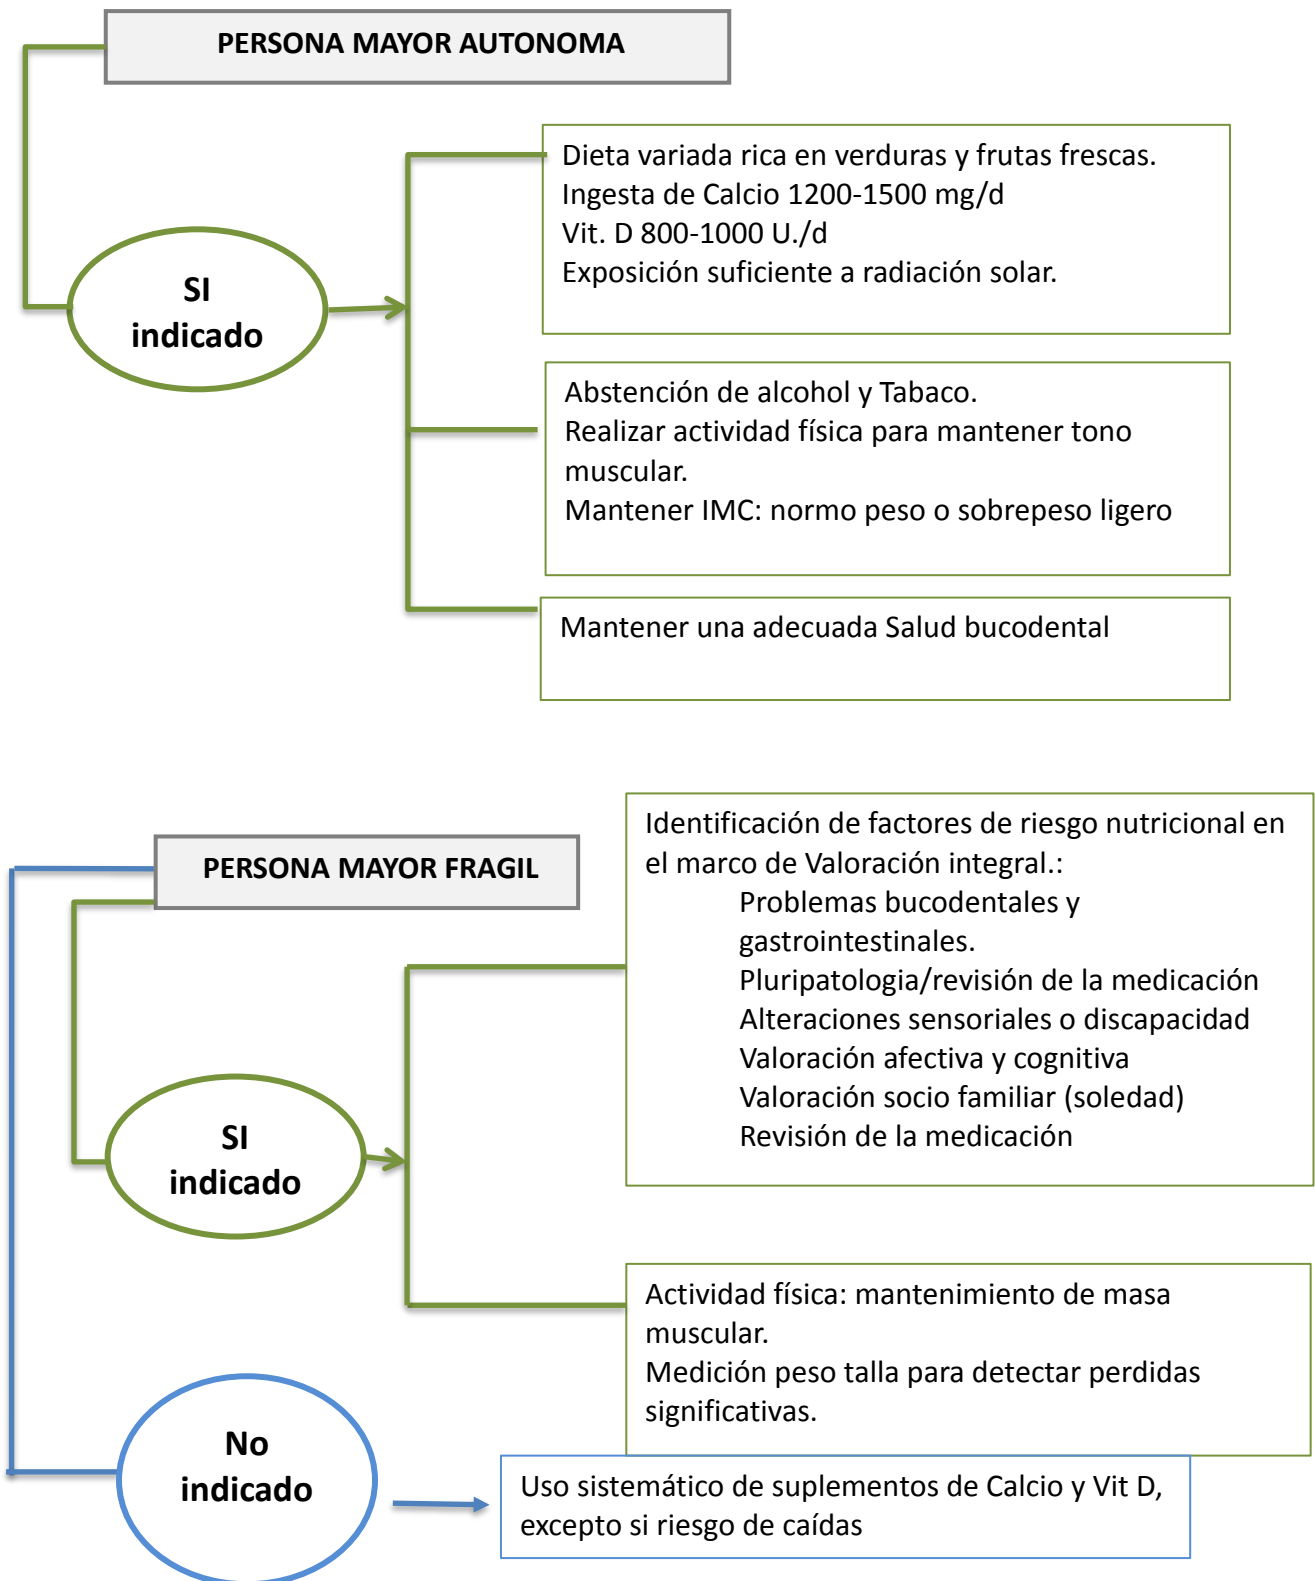 PERSONA MAYOR AUTONOMA
SI
indicado
Dieta variada rica en verduras y frutas frescas.
Ingesta de Calcio 1200-1500 mg/d
Vit. D 800-1000 U./d
Exposición suficiente a radiación solar.
Abstención de alcohol y Tabaco.
Realizar actividad física para mantener tono
muscular.
Mantener IMC: normo peso o sobrepeso ligero
Mantener una adecuada Salud bucodental
PERSONA MAYOR FRAGIL
SI
indicado
Identificación de factores de riesgo nutricional en
el marco de Valoración integral.:
Problemas bucodentales y
gastrointestinales.
Pluripatologia/revisión de la medicación
Alteraciones sensoriales o discapacidad
Valoración afectiva y cognitiva
Valoración socio familiar (soledad)
Revisión de la medicación
Actividad física: mantenimiento de masa
muscular.
Medición peso talla para detectar perdidas
significativas.
No
indicado
Uso sistemático de suplementos de Calcio y Vit D,
excepto si riesgo de caídas